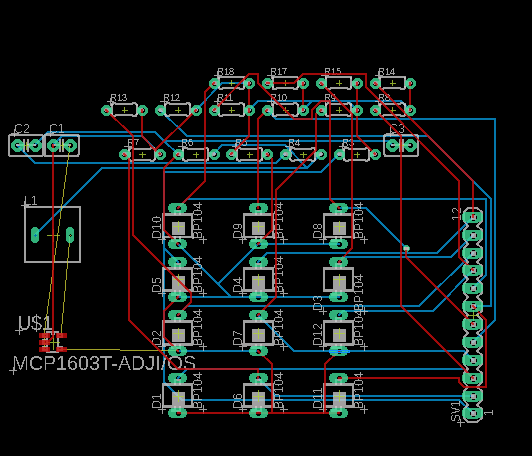 R18 R17 R15 R14
R13 R12 R11 R10 R9 R8
C2 C1 C3
R7 R6 R5 R4
L1
D10 BP104 D9 BP104 D8 BP104
12
D5 BP104 D4 BP104 D3 BP104
U$1
D2 BP104 D7 BP104 D12 BP104
MCP1603T-ADJI/OS
D1 BP104 D6 BP104 D11 BP104
SV1 1